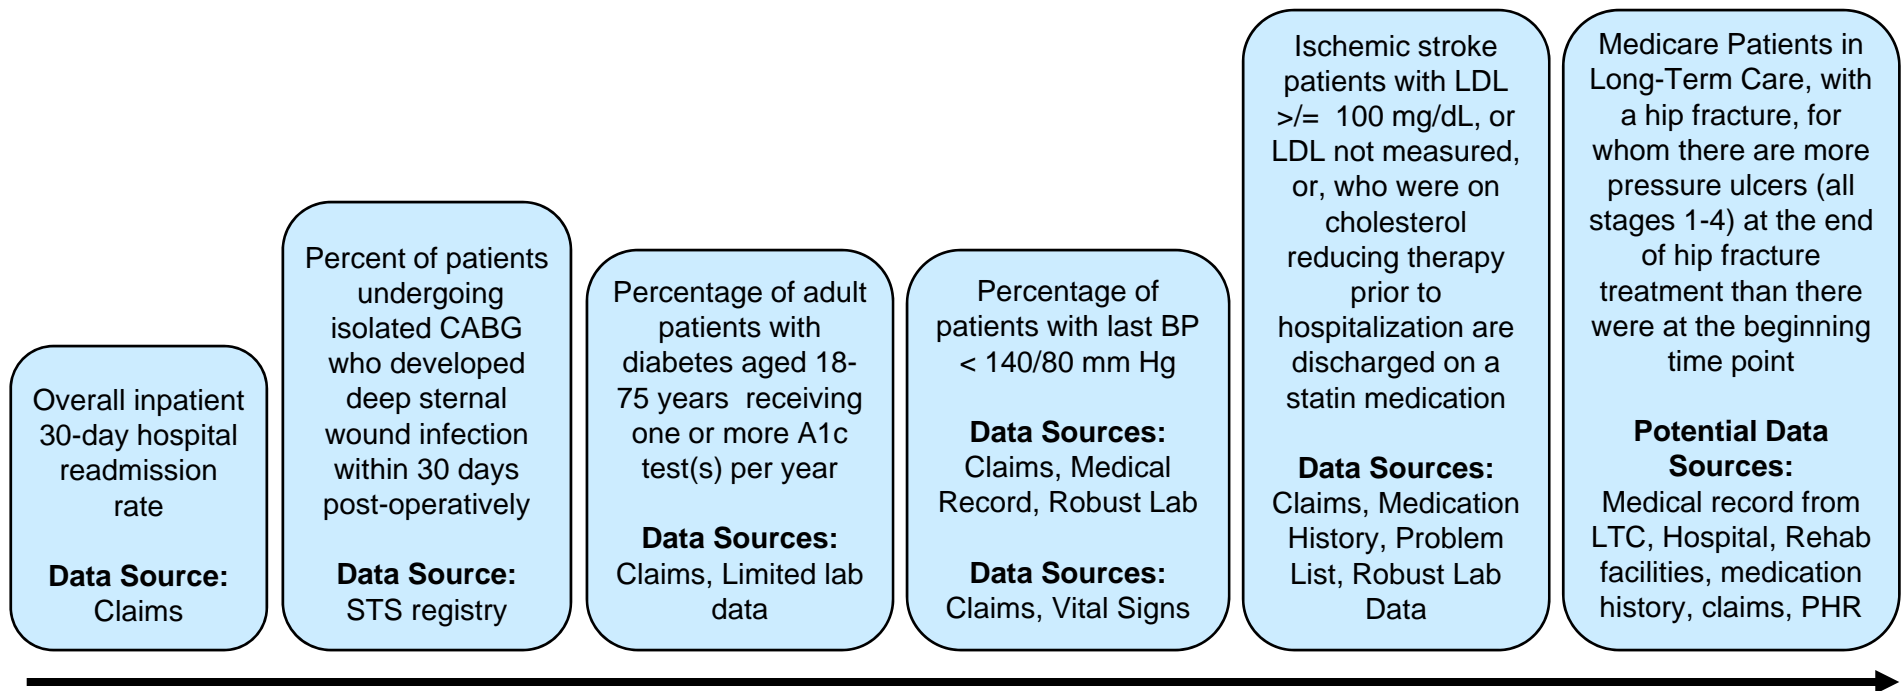 Overall inpatient
30-day hospital
readmission
rate
Data Source:
Claims
Percent of patients
undergoing
isolated CABG
who developed
deep sternal
wound infection
within 30 days
post-operatively
Data Source:
STS registry
Percentage of adult
patients with
diabetes aged 18-
75 years  receiving
one or more A1c
test(s) per year
Data Sources:
Claims, Limited lab
data
Percentage of
patients with last BP
< 140/80 mm Hg
Data Sources:
Claims, Medical
Record, Robust Lab
Data Sources:
Claims, Vital Signs
Ischemic stroke
patients with LDL
>/=  100 mg/dL, or
LDL not measured,
or, who were on
cholesterol
reducing therapy
prior to
hospitalization are
discharged on a
statin medication
Data Sources:
Claims, Medication
History, Problem
List, Robust Lab
Data
Medicare Patients in
Long-Term Care, with
a hip fracture, for
whom there are more
pressure ulcers (all
stages 1-4) at the end
of hip fracture
treatment than there
were at the beginning
time point
Potential Data
Sources:
Medical record from
LTC, Hospital, Rehab
facilities, medication
history, claims, PHR